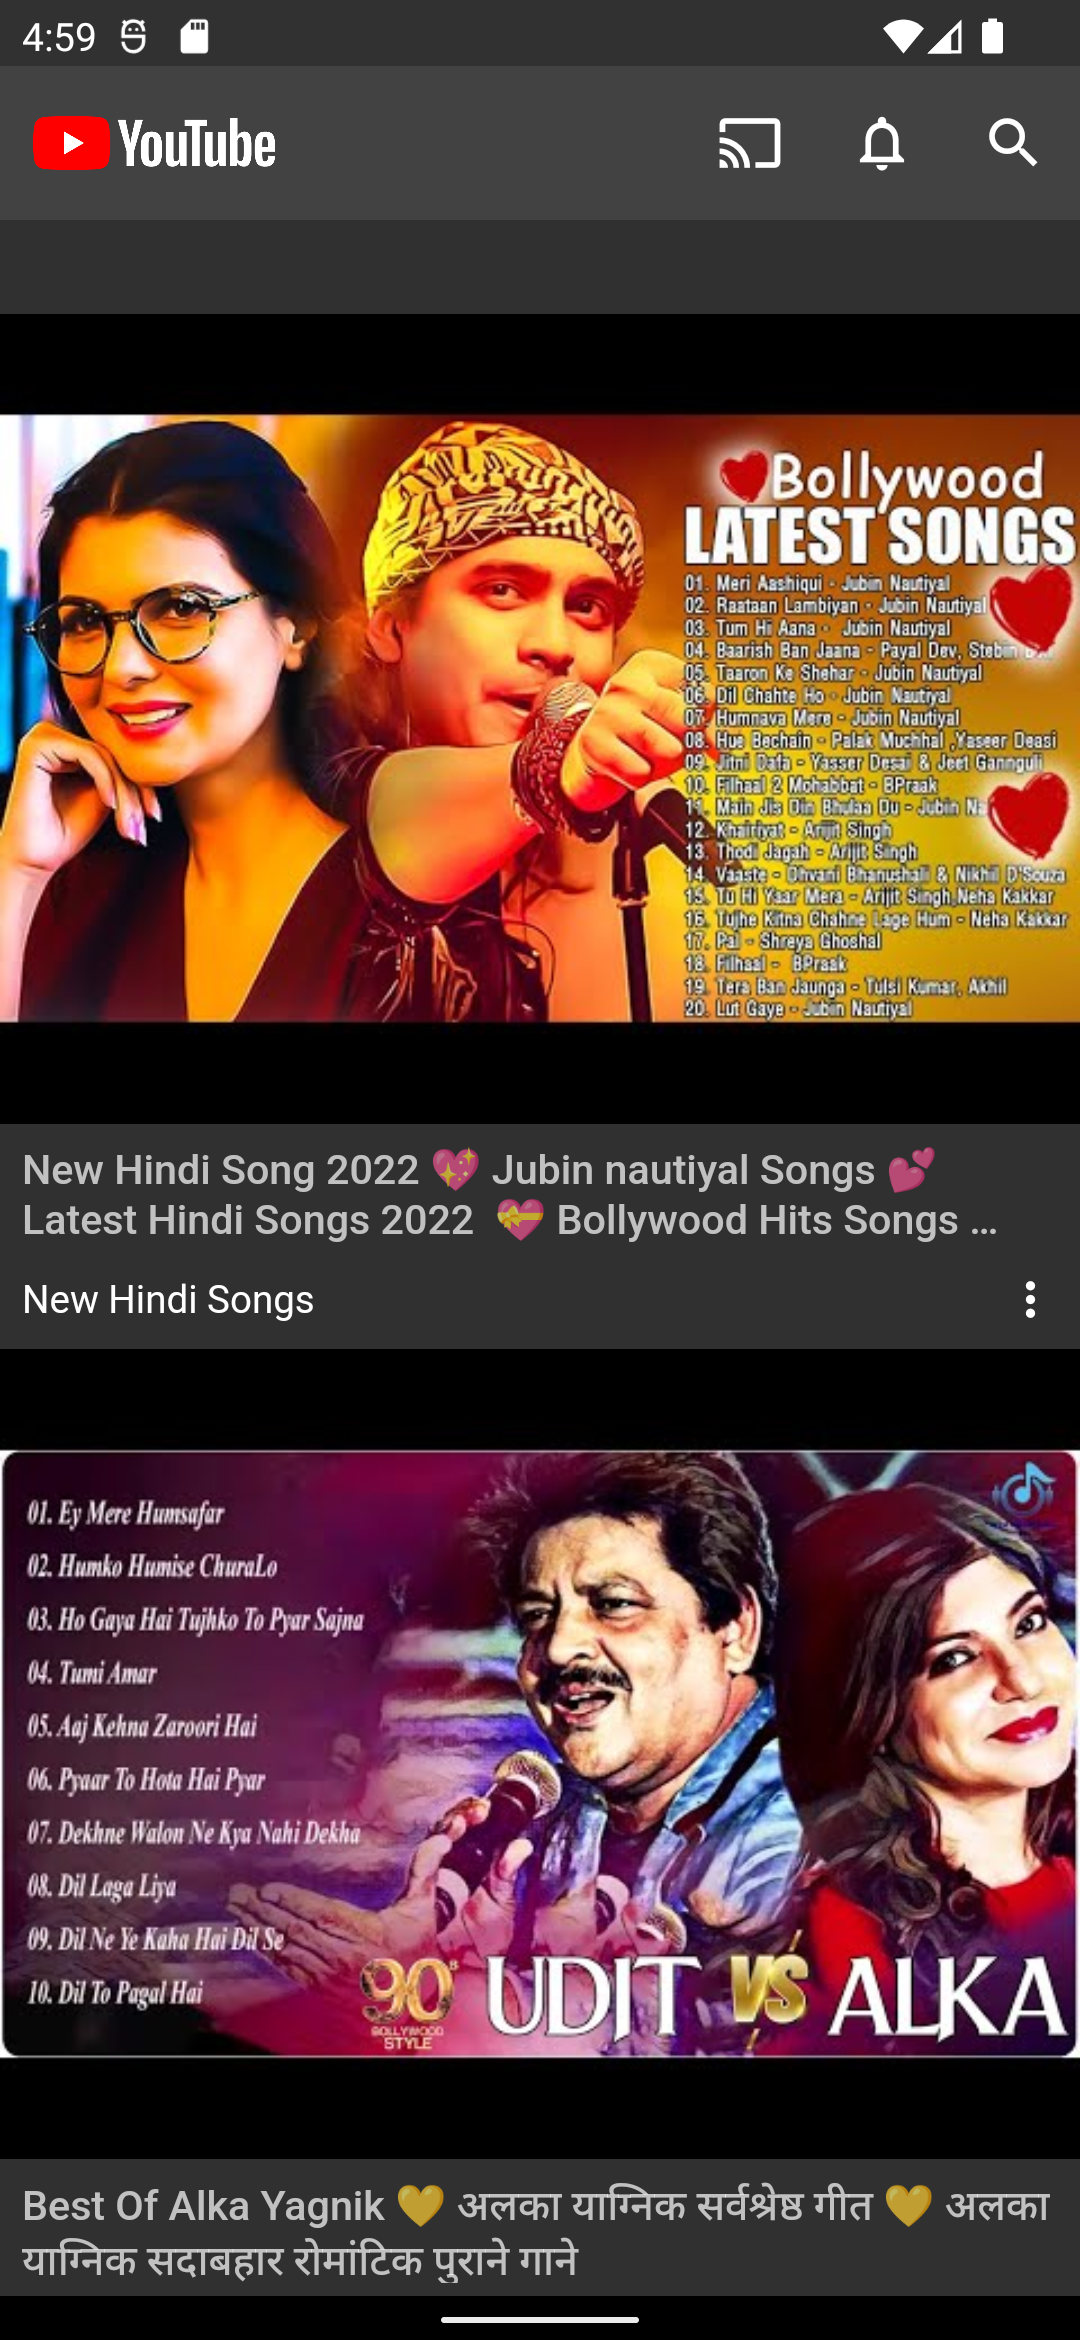 4:59
YouTube
Bollywood
LATEST SONGS
01. Meri Aashiqui - Jubin Nautiyal
02. Raataan Lambiyan - Jubin Nautiyal
03. Tum Hi Aana - Jubin Nautiyal
04. Baarish Ban Jaana - Payal Dev, Stebin
05. Taaron Ke Shehar - Jubin Nautiyal
06. Dil Chahte Ho - Jubin Nautiyal
07. Humnava Mere - Jubin Nautiyal
08. Hue Bechain - Palak Muchhal ,Yaseer Deasi
09. Jitni Dafa - Yasser Desai & Jeet Gannguli
10. Filhaal 2 Mohabbat - BPraak
11. Main Jis Din Bhulaa Du - Jubin Na
12. Khairiyat - Arijit Singh
13. Thodi Jagah - Arijit Singh
14. Vaaste - Dhvani Bhanushali & Nikhil D'Souza
15. Tu Hi Yaar Mera - Arijit Singh,Neha Kakkar
16. Tujhe Kitna Chahne Lage Hum - Neha Kakkar
17. Pal - Shreya Ghoshal
18. Filhaal - BPraak
19. Tera Ban Jaunga - Tulsi Kumar, Akhil
20. Lut Gaye - Jubin Nautiyal
New Hindi Song 2022 💖 Jubin nautiyal Songs 💕
Latest Hindi Songs 2022 💝 Bollywood Hits Songs ...
New Hindi Songs
01. Ey Mere Humsafar
02. Humko Humise ChuraLo
03. Ho Gaya Hai Tujhko To Pyar Sajna
04. Tumi Amar
05. Aaj Kehna Zaroori Hai
06. Pyaar To Hota Hai Pyar
07. Dekhne Walon Ne Kya Nahi Dekha
08. Dil Laga Liya
09. Dil Ne Ye Kaha Hai Dil Se
10. Dil To Pagal Hai
90s
BOLLYWOOD
STYLE
UDIT VS ALKA
Best Of Alka Yagnik 💛 अलका याग्निक सर्वश्रेष्ठ गीत 💛 अलका
याग्निक सदाबहार रोमांटिक पुराने गाने